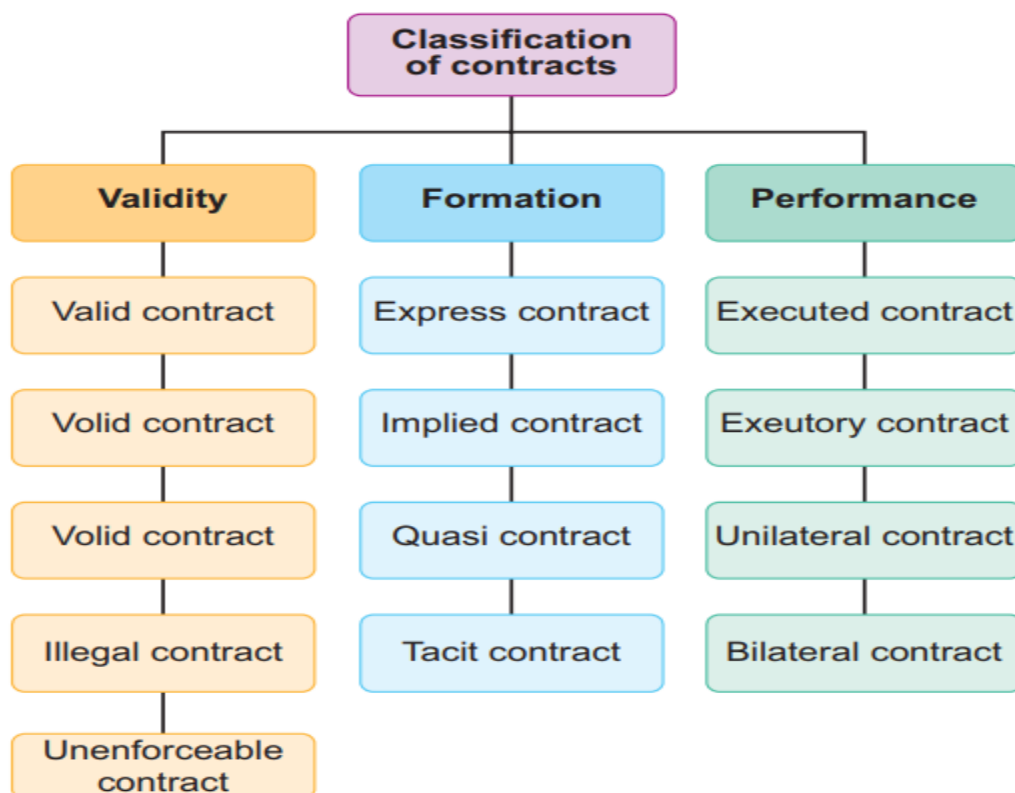 Classification
of contracts
Validity
Formation
Performance
Valid contract
Express contract
Executed contract
Volid contract
Implied contract
Exeutory contract
Volid contract
Quasi contract
Unilateral contract
Illegal contract
Tacit contract
Bilateral contract
Unenforceable
contract